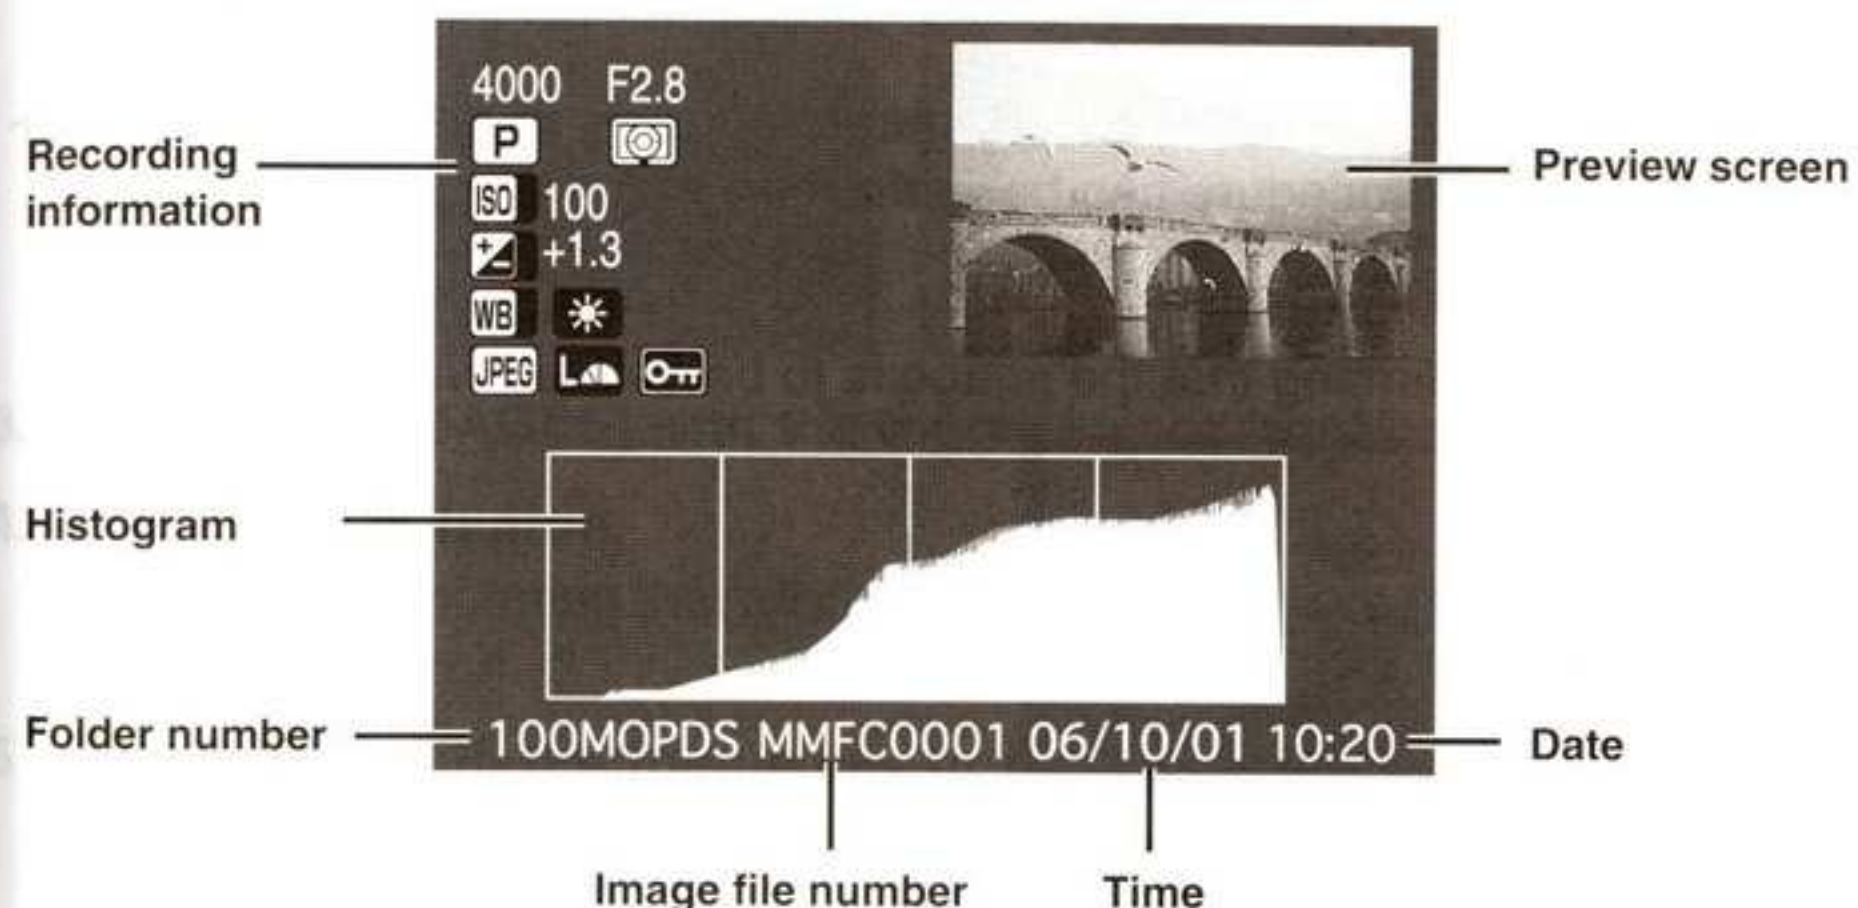 4000 F2.8
P
ISO 100
+1.3
WB
JPEG L
Recording
information
Preview screen
Histogram
Folder number
100MOPDS MMFC0001 06/10/01 10:20
Date
Image file number
Time